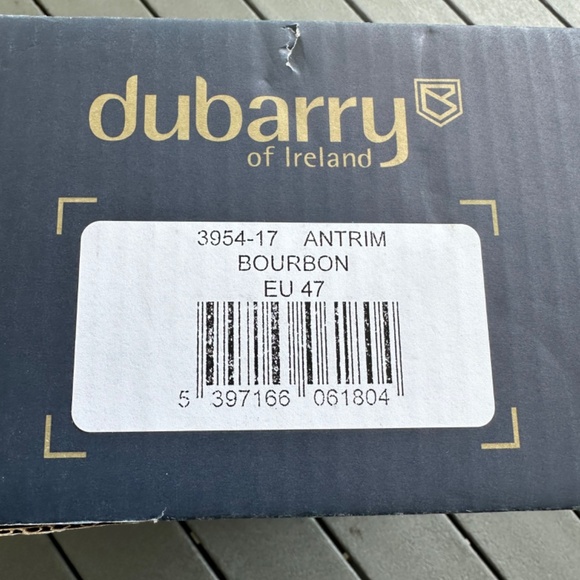 dubarry
of Ireland
3954-17 ANTRIM
BOURBON
EU 47
5 397166 061804